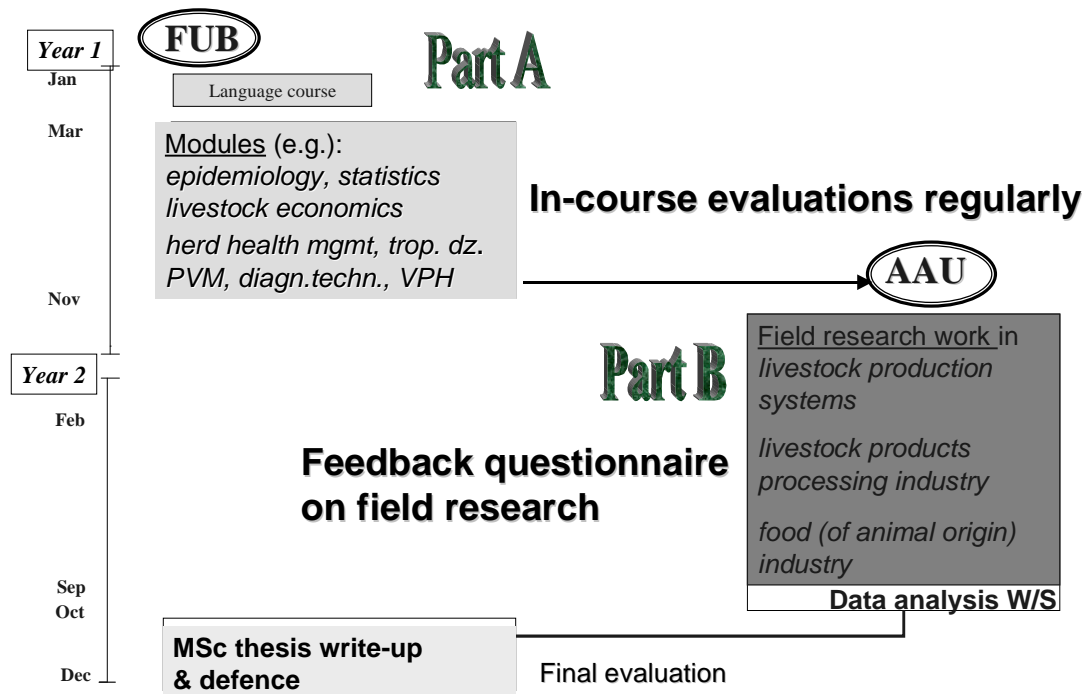 Year 1
FUB
Part A
Jan
Language course
Mar
Modules (e.g.):
epidemiology, statistics
livestock economics
herd health mgmt, trop. dz.
PVM, diagn.techn., VPH
In-course evaluations regularly
AAU
Nov
Year 2
Part B
Field research work in
livestock production
systems
livestock products
processing industry
food (of animal origin)
industry
Feb
Feedback questionnaire
on field research
Sep
Oct
Data analysis W/S
MSc thesis write-up
& defence
Final evaluation
Dec